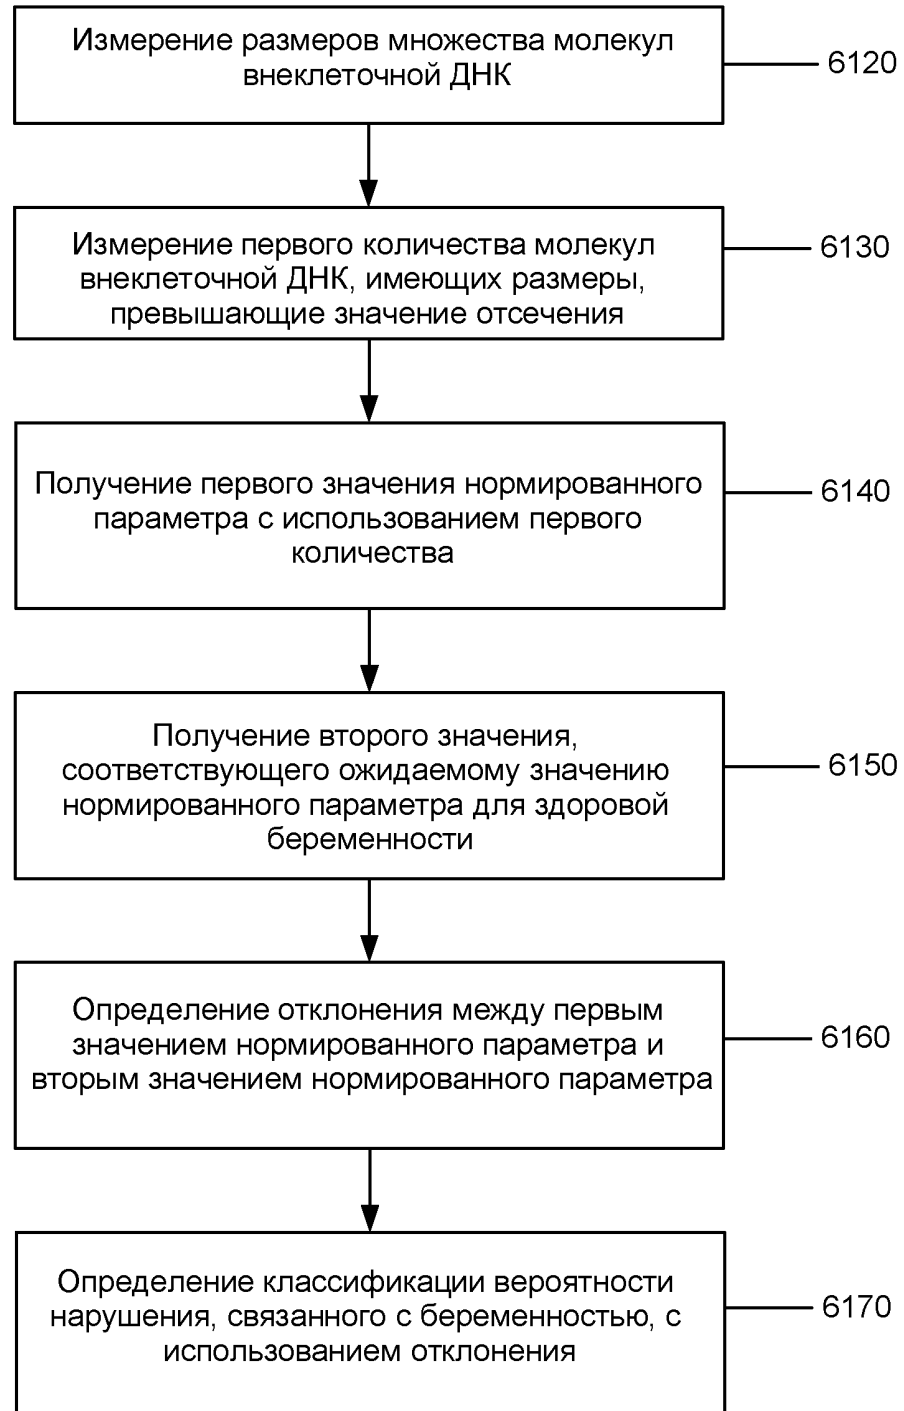 Измерение размеров множества молекул
внеклеточной ДНК
6120
Измерение первого количества молекул
внеклеточной ДНК, имеющих размеры,
превышающие значение отсечения
6130
Получение первого значения нормированного
параметра с использованием первого
количества
6140
Получение второго значения,
соответствующего ожидаемому значению
нормированного параметра для здоровой
беременности
6150
Определение отклонения между первым
значением нормированного параметра и
вторым значением нормированного параметра
6160
Определение классификации вероятности
нарушения, связанного с беременностью, с
использованием отклонения
6170